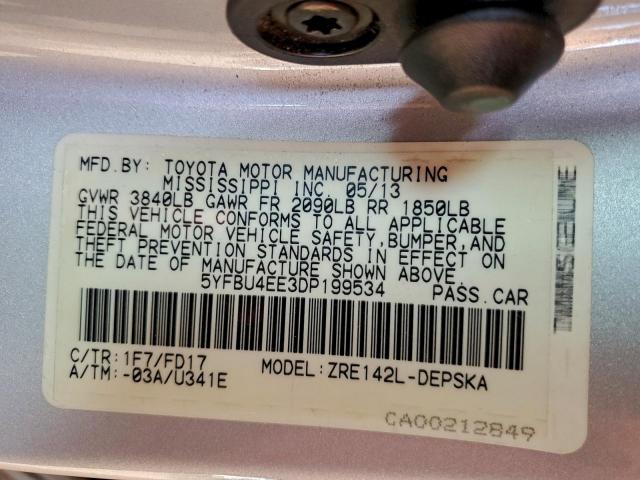 MFD.BY: TOYOTA MOTOR MANUFACTURING
MISSISSIPPI INC. 05/13
GVWR 3840LB GAWR FR 2090LB RR 1850LB
THIS VEHICLE CONFORMS TO ALL APPLICABLE
FEDERAL MOTOR VEHICLE SAFETY, BUMPER, AND
THEFT PREVENTION STANDARDS IN EFFECT ON
THE DATE OF MANUFACTURE SHOWN ABOVE.
5YFBU4EE3DP199534 PASS.CAR
C/TR: 1F7/FD17
A/TM: -03A/U341E
MODEL: ZRE142L-DEPSKA
CA00212849